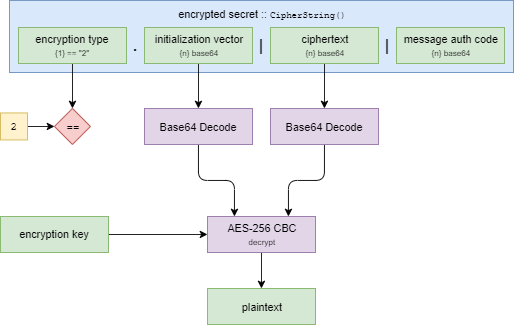 encrypted secret :: CipherString()
encryption type
{1} == "2"
.
initialization vector
{n} base64
|
ciphertext
{n} base64
|
message auth code
{n} base64
2
==
Base64 Decode
Base64 Decode
encryption key
AES-256 CBC
decrypt
plaintext